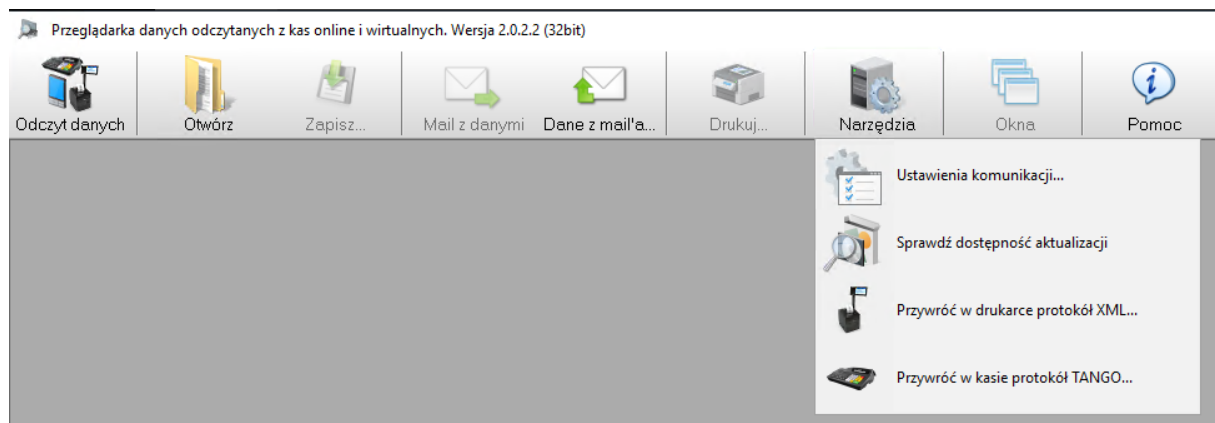 Przeglądarka danych odczytanych z kas online i wirtualnych. Wersja 2.0.2.2 (32bit)
Odczyt danych Otwórz Zapisz... Mail z danymi Dane z mail'a... Drukuj... Narzędzia Okna Pomoc
Ustawienia komunikacji...
Sprawdź dostępność aktualizacji
Przywróć w drukarce protokół XML...
Przywróć w kasie protokół TANGO...